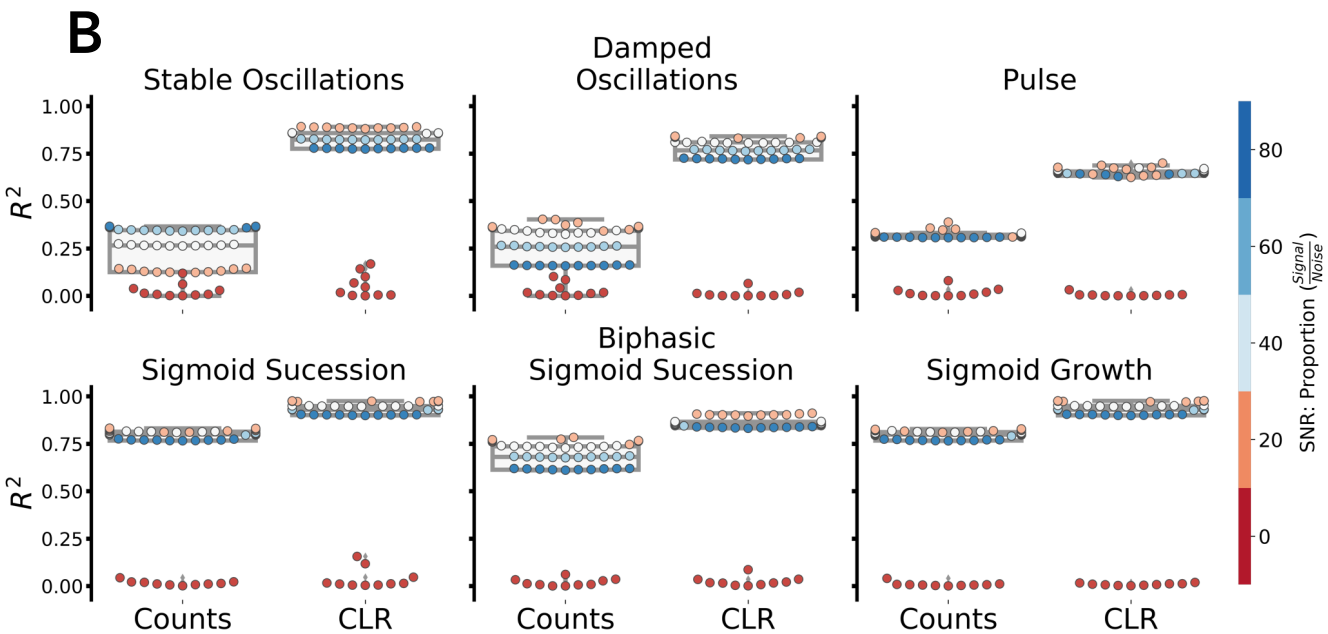 B
Stable Oscillations
Damped
Oscillations
Pulse
1.00
0.75
0.50
0.25
0.00
R²
Sigmoid Sucession
Biphasic
Sigmoid Sucession
Sigmoid Growth
1.00
0.75
0.50
0.25
0.00
R²
Counts CLR
Counts CLR
Counts CLR
80
60
40
20
0
SNR: Proportion (Signal/Noise)